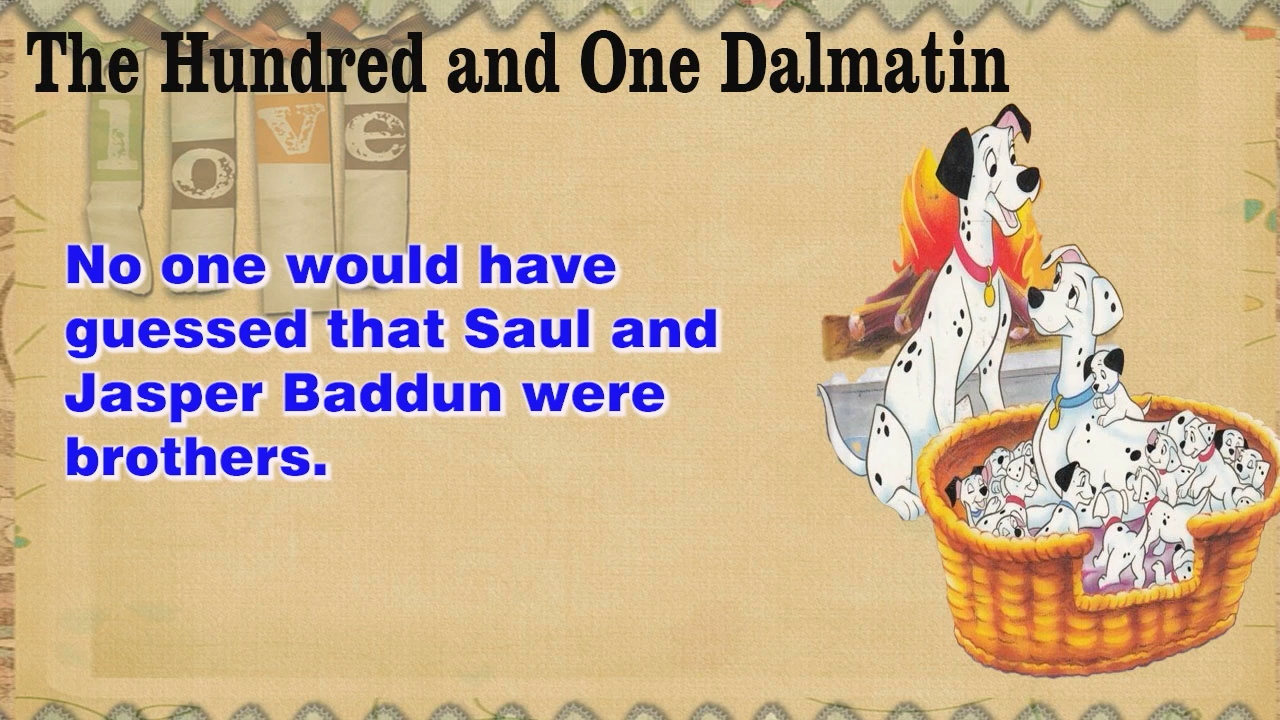 The Hundred and One Dalmatin
love
No one would have
guessed that Saul and
Jasper Baddun were
brothers.